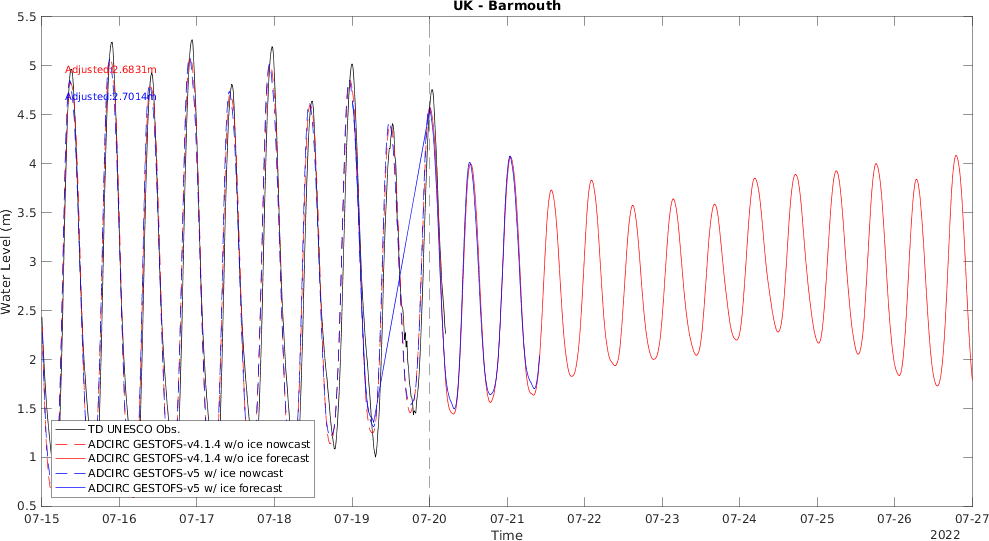 UK - Barmouth
5.5
5
4.5
4
3.5
3
2.5
2
1.5
1
0.5
Water Level (m)
Adjusted:2.6831m
Adjusted:2.7014m
TD UNESCO Obs.
ADCIRC GESTOFS-v4.1.4 w/o ice nowcast
ADCIRC GESTOFS-v4.1.4 w/o ice forecast
ADCIRC GESTOFS-v5 w/ ice nowcast
ADCIRC GESTOFS-v5 w/ ice forecast
07-15 07-16 07-17 07-18 07-19 07-20 07-21 07-22 07-23 07-24 07-25 07-26 07-27
Time
2022